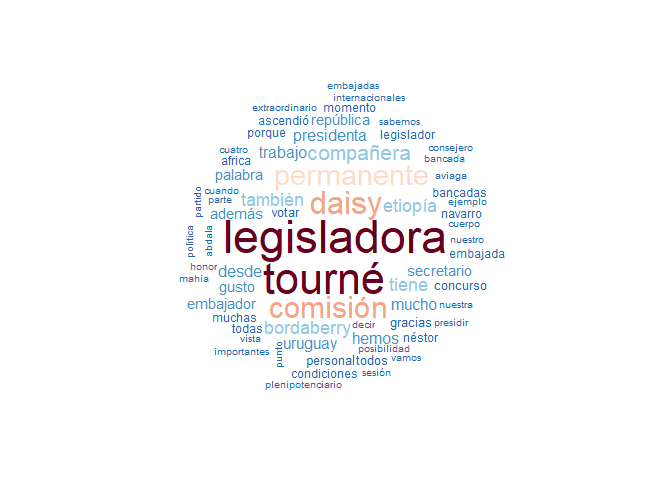 embajadas
internacionales
extraordinario momento
ascendió república sabemos
porque presidenta legislador
cuatro trabajo compañera consejero
africa permanente bancada
palabra aviaga
cuando también daisy etiopía bancadas
parte ejemplo
partido además votar navarro
cuerpo
politica abdala legisladora nuestro
embajada
honor desde tourné secretario
mahia gusto tiene concurso
embajador comisión mucho nuestra
muchas bordaberry decir gracias presidir
todas hemos néstor
vista uruguay posibilidad
importantes punto personal todos vamos
condiciones sesión
plenipotenciario